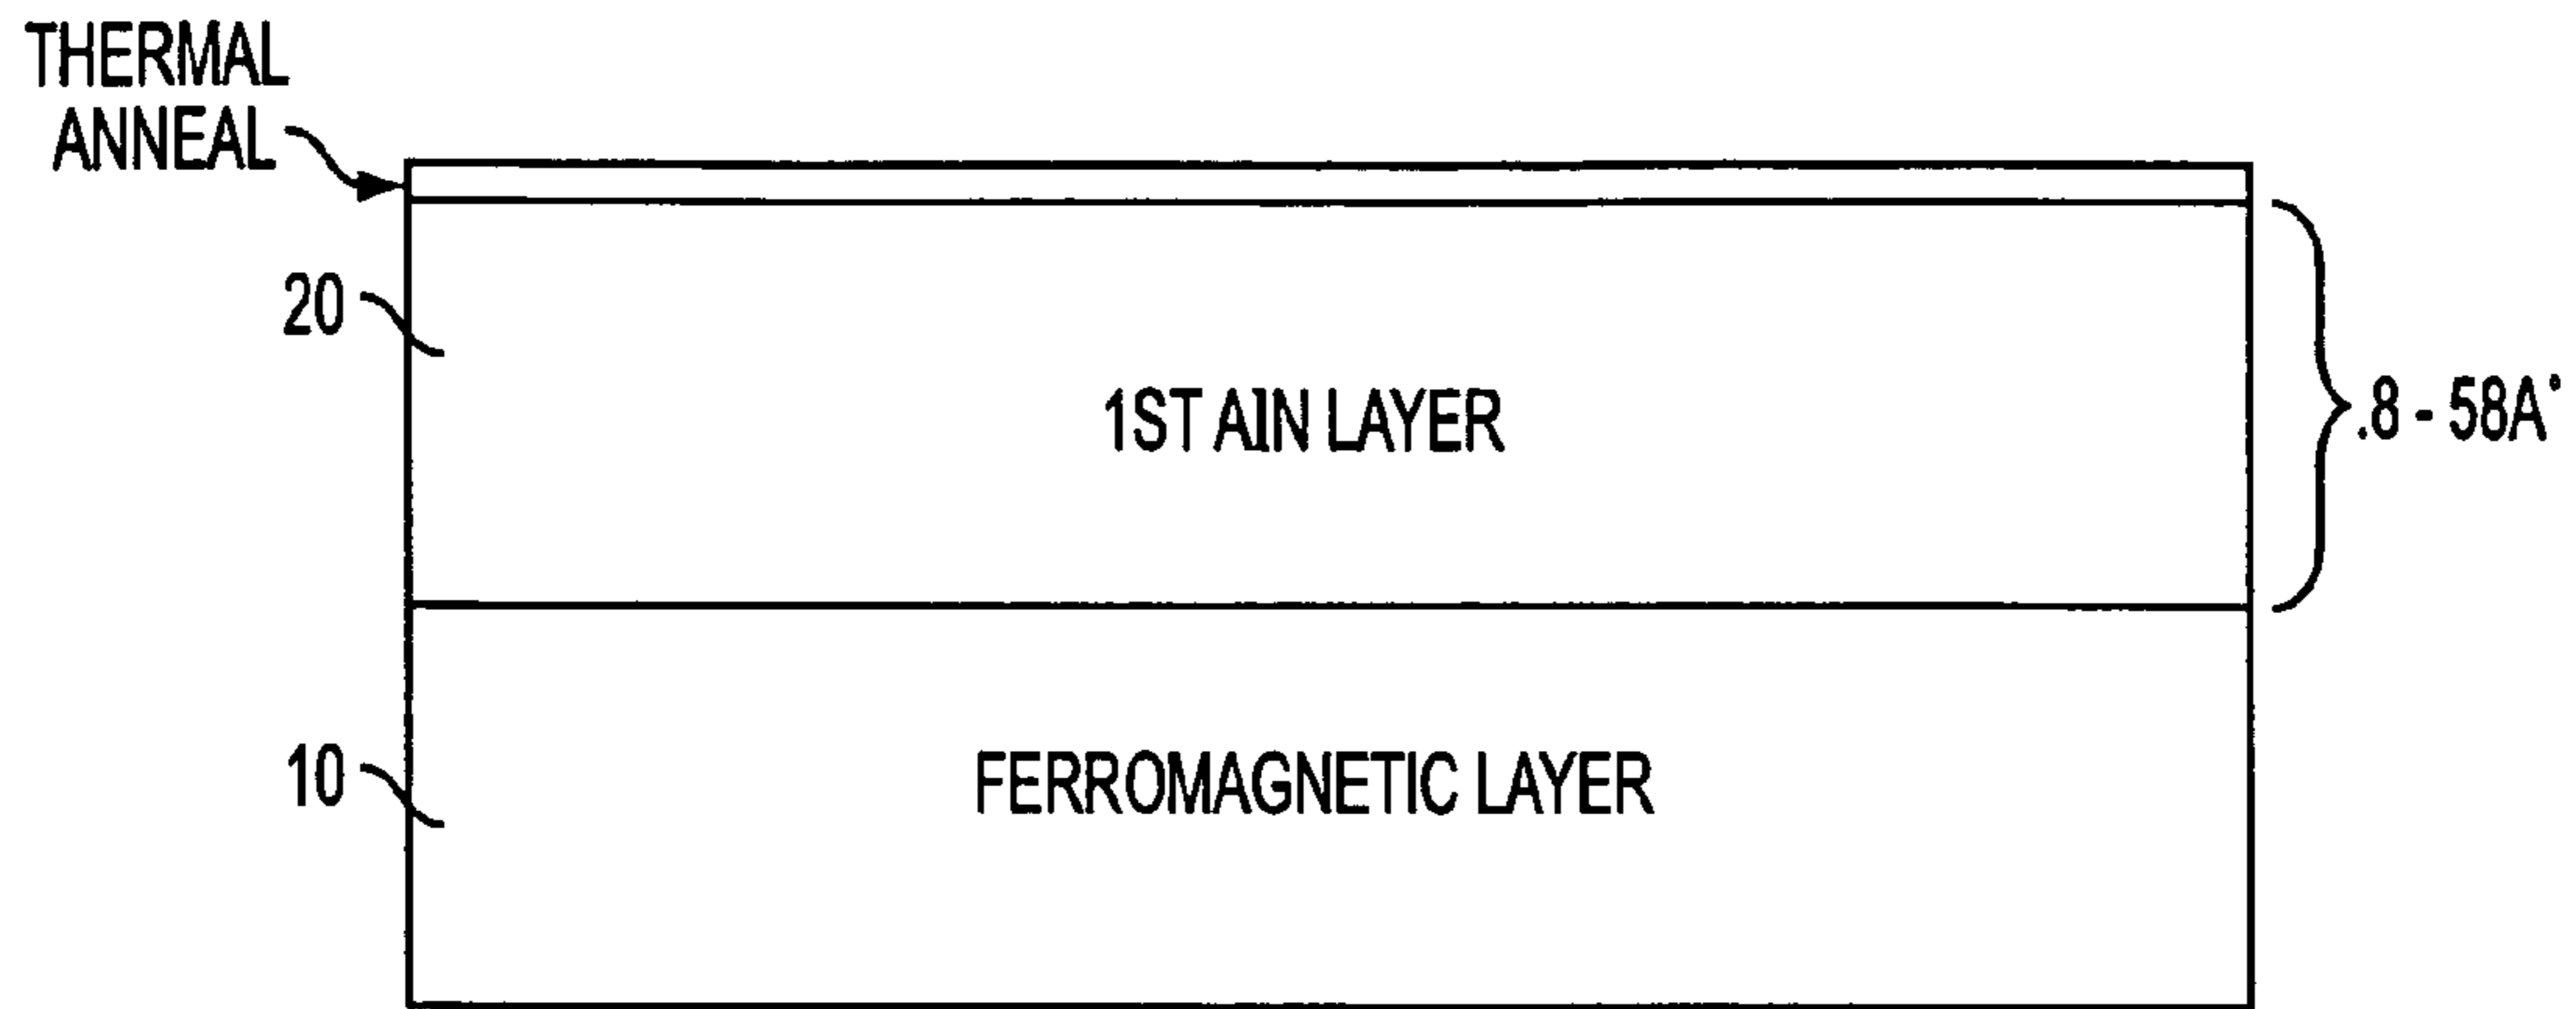 THERMAL
ANNEAL
20
1ST AlN LAYER
.8 - 58A°
10
FERROMAGNETIC LAYER